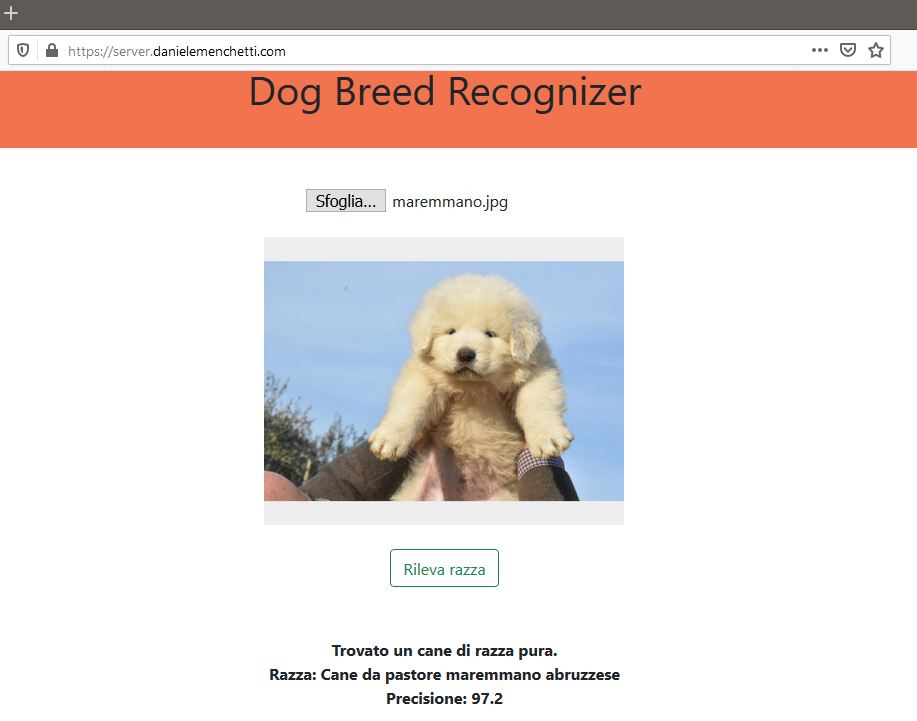 https://server.danielemenchetti.com
Dog Breed Recognizer
Sfoglia... maremmano.jpg
Rileva razza
Trovato un cane di razza pura.
Razza: Cane da pastore maremmano abruzzese
Precisione: 97.2